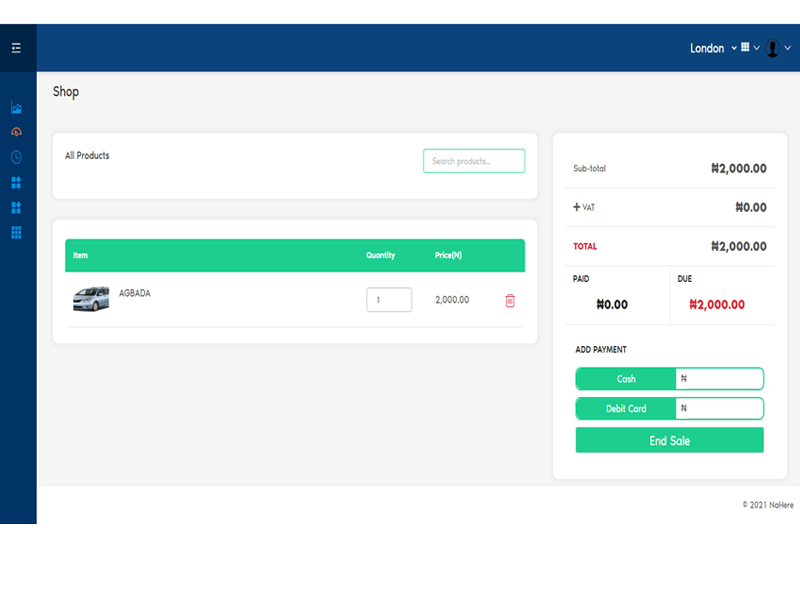 London
Shop
All Products
Search products...
Item Quantity Price(N)
AGBADA 1 2,000.00
Sub-total ₦2,000.00
+ VAT ₦0.00
TOTAL ₦2,000.00
PAID DUE
₦0.00 ₦2,000.00
ADD PAYMENT
Cash ₦
Debit Card ₦
End Sale
© 2021 NaHere